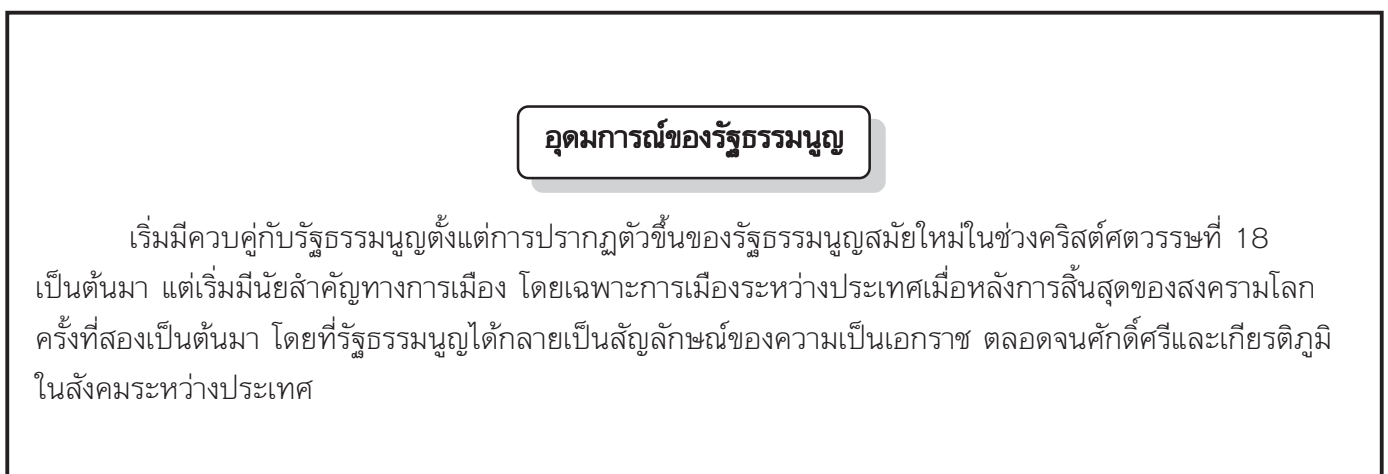 อุดมการณ์ของรัฐธรรมนูญ
เริ่มมีควบคู่กับรัฐธรรมนูญตั้งแต่การปรากฏตัวขึ้นของรัฐธรรมนูญสมัยใหม่ในช่วงคริสต์ศตวรรษที่ 18
เป็นต้นมา แต่เริ่มมีนัยสำคัญทางการเมือง โดยเฉพาะการเมืองระหว่างประเทศเมื่อหลังการสิ้นสุดของสงครามโลก
ครั้งที่สองเป็นต้นมา โดยที่รัฐธรรมนูญได้กลายเป็นสัญลักษณ์ของความเป็นเอกราช ตลอดจนศักดิ์ศรีและเกียรติภูมิ
ในสังคมระหว่างประเทศ